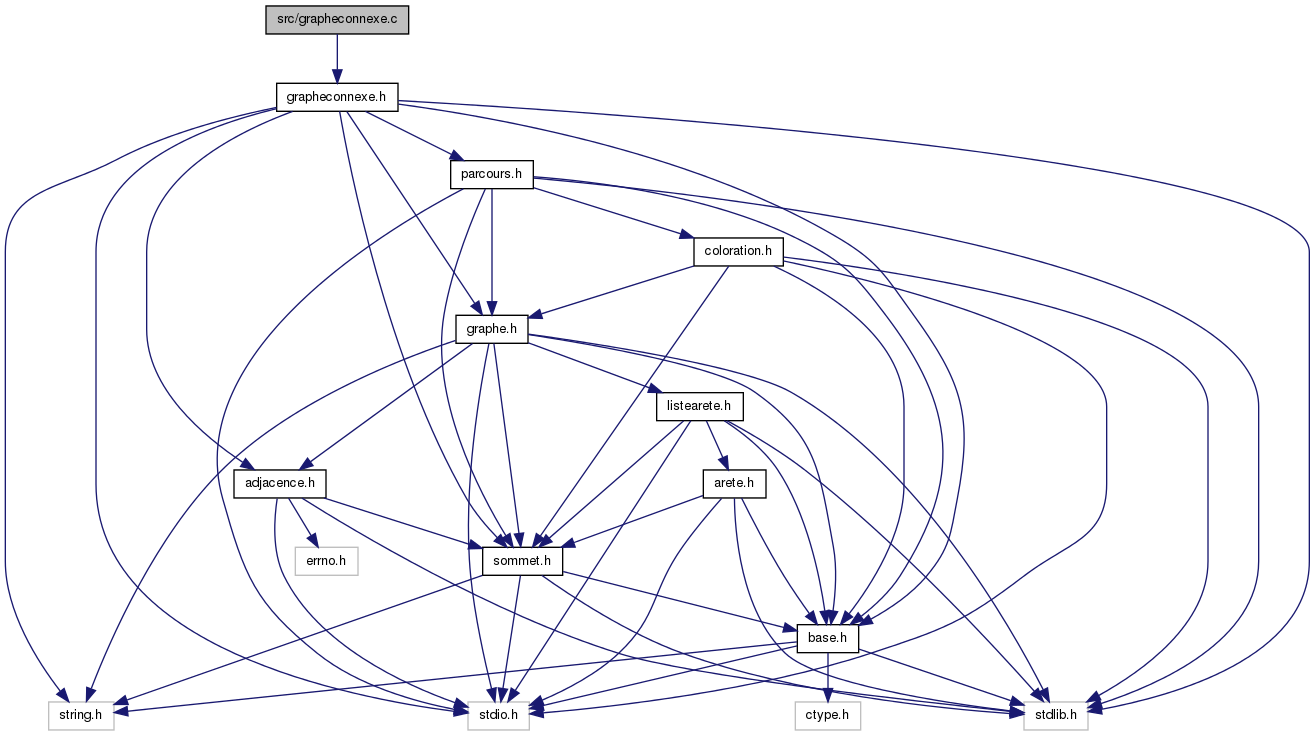 src/grapheconnexe.c
grapheconnexe.h
parcours.h
coloration.h
graphe.h
listearete.h
adjacence.h
arete.h
errno.h
sommet.h
base.h
string.h
stdio.h
ctype.h
stdlib.h